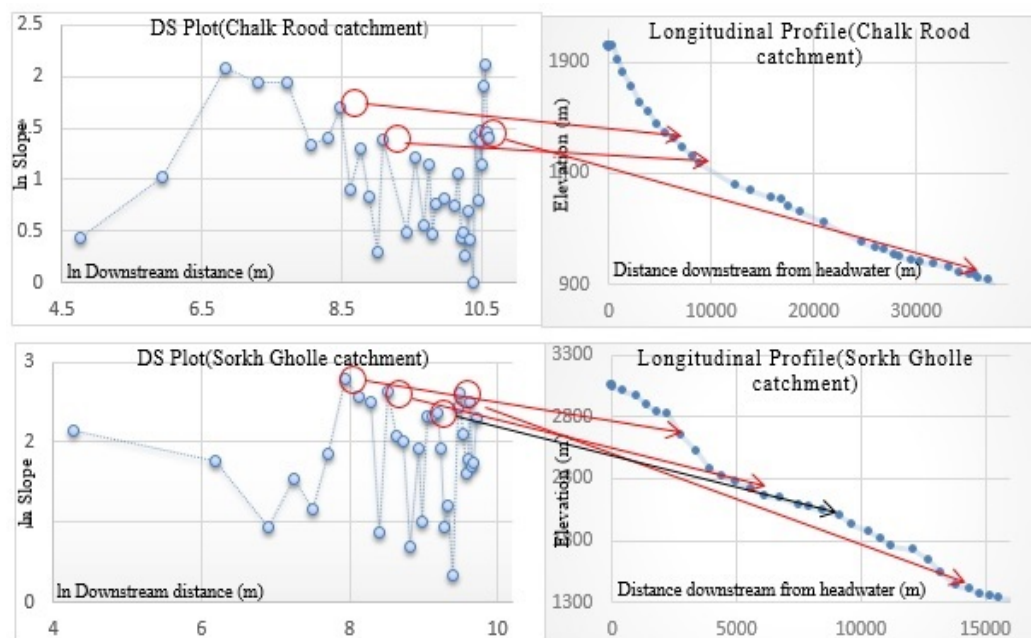 DS Plot(Chalk Rood catchment)
2.5
2
1.5
1
0.5
0
ln Slope
ln Downstream distance (m)
4.5
6.5
8.5
10.5
Longitudinal Profile(Chalk Rood
catchment)
1900
1400
900
Elevation (m)
Distance downstream from headwater (m)
0
10000
20000
30000
DS Plot(Sorkh Gholle catchment)
3
2
1
0
ln Slope
ln Downstream distance (m)
4
6
8
10
Longitudinal Profile(Sorkh Gholle
catchment)
3300
2800
2300
1800
1300
Elevation (m
Distance downstream from headwater (m)
0
5000
10000
15000